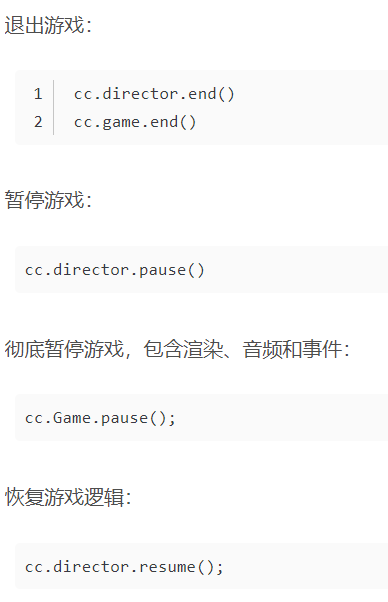 退出游戏：
1 cc.director.end()
2 cc.game.end()
暂停游戏：
cc.director.pause()
彻底暂停游戏，包含渲染、音频和事件：
cc.Game.pause();
恢复游戏逻辑：
cc.director.resume();